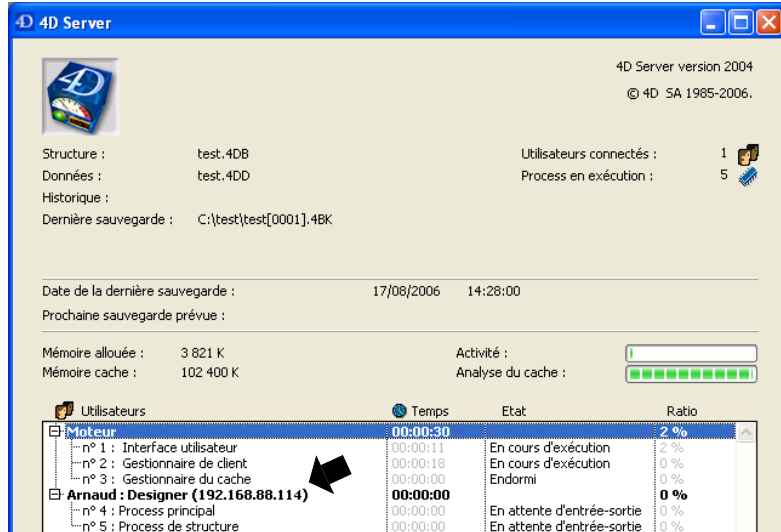 4D Server
4D Server version 2004
© 4D SA 1985-2006.
Structure : test.4DB Utilisateurs connectés : 1
Données : test.4DD Process en exécution : 5
Historique :
Dernière sauvegarde : C:\test\test[0001].4BK
Date de la dernière sauvegarde : 17/08/2006 14:28:00
Prochaine sauvegarde prévue :
Mémoire allouée : 3 821 K Activité :
Mémoire cache : 102 400 K Analyse du cache :
Utilisateurs Temps Etat Ratio
Moteur 00:00:30 2 %
n° 1 : Interface utilisateur 00:00:11 En cours d'exécution 2 %
n° 2 : Gestionnaire de client 00:00:18 En cours d'exécution 0 %
n° 3 : Gestionnaire du cache 00:00:00 Endormi 0 %
Arnaud : Designer (192.168.88.114) 00:00:00 0 %
n° 4 : Process principal 00:00:00 En attente d'entrée-sortie 0 %
n° 5 : Process de structure 00:00:00 En attente d'entrée-sortie 0 %